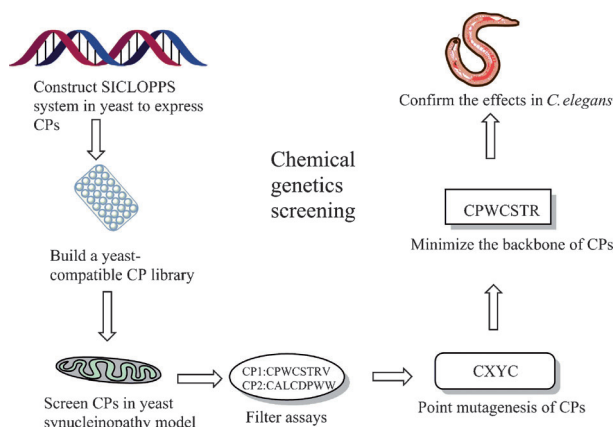 Construct SICLOPPS
system in yeast to express
CPs
Build a yeast-
compatible CP library
Screen CPs in yeast
synucleinopathy model
CP1:CPWCSTRV
CP2:CALCDPWW
Filter assays
CXYC
Point mutagenesis of CPs
CPWCSTR
Minimize the backbone of CPs
Confirm the effects in C.elegans
Chemical
genetics
screening